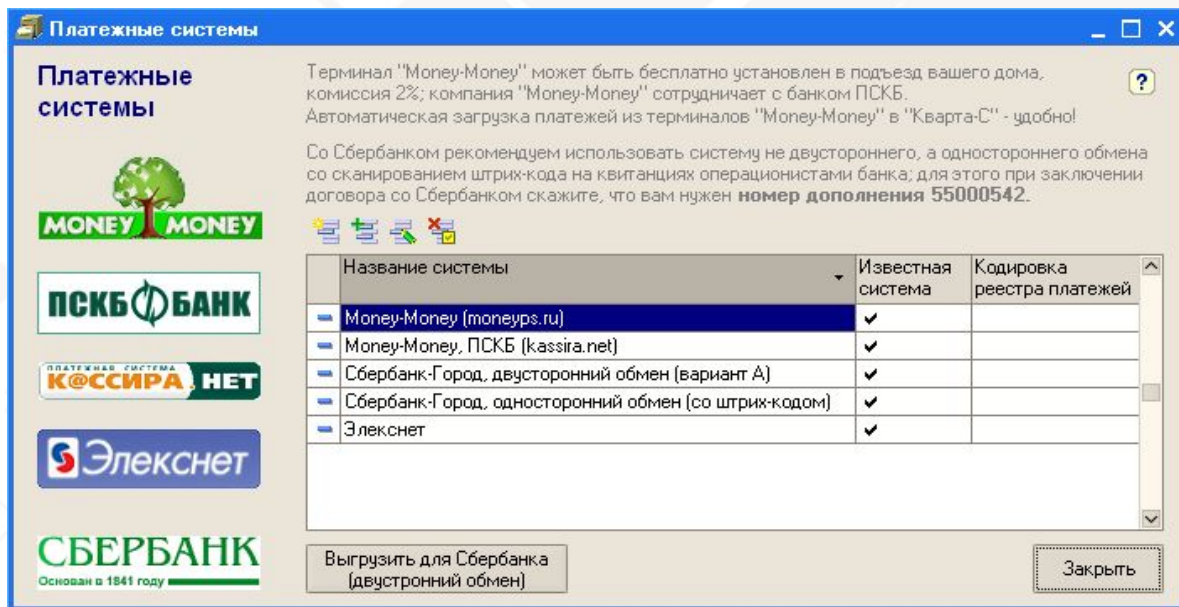 Платежные системы
Платежные
системы
Терминал "Money-Money" может быть бесплатно установлен в подъезд вашего дома,
комиссия 2%; компания "Money-Money" сотрудничает с банком ПСКБ.
Автоматическая загрузка платежей из терминалов "Money-Money" в "Кварта-С" - удобно!
Со Сбербанком рекомендуем использовать систему не двустороннего, а одностороннего обмена
со сканированием штрих-кода на квитанциях операционистами банка; для этого при заключении
договора со Сбербанком скажите, что вам нужен номер дополнения 55000542.
?
MONEY MONEY
ПСКБ БАНК
ПЛАТЕЖНАЯ СИСТЕМА
К@ССИРА.НЕТ
Элекснет
СБЕРБАНК
Основан в 1841 году
Название системы
Известная
система
Кодировка
реестра платежей
Money-Money (moneyps.ru)
Money-Money, ПСКБ (kassira.net)
Сбербанк-Город, двусторонний обмен (вариант А)
Сбербанк-Город, односторонний обмен (со штрих-кодом)
Элекснет
Выгрузить для Сбербанка
(двустронний обмен)
Закрыть